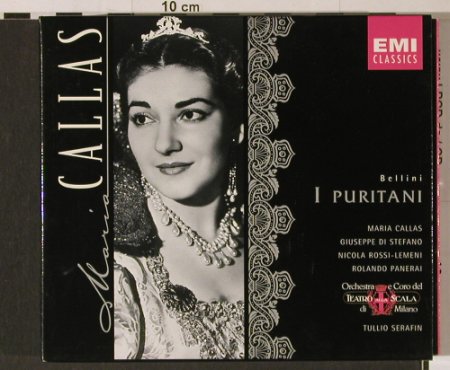 10 cm
Maria CALLAS
EMI
CLASSICS
Bellini
I PURITANI
MARIA CALLAS
GIUSEPPE DI STEFANO
NICOLA ROSSI-LEMENI
ROLANDO PANERAI
Orchestra e Coro del
TEATRO ALLA SCALA
di Milano
TULLIO SERAFIN